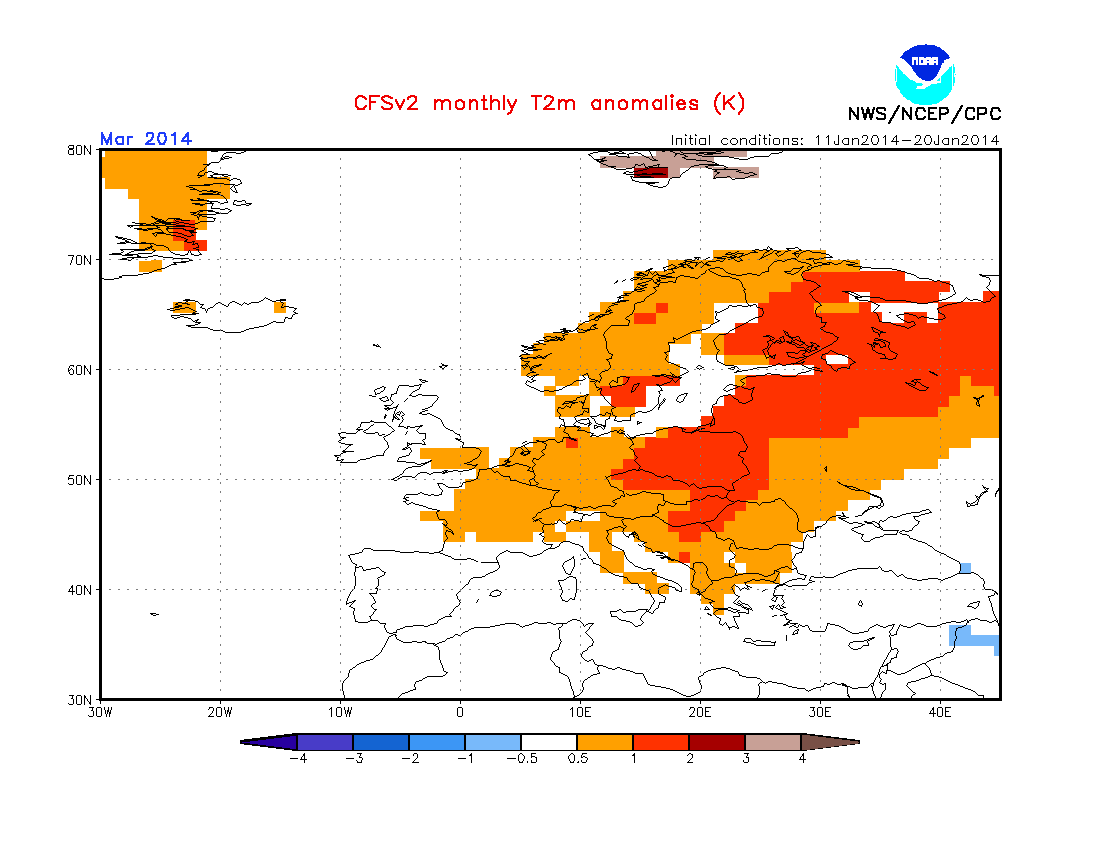 NOAA
NWS/NCEP/CPC
CFSv2 monthly T2m anomalies (K)
Mar 2014
Initial conditions: 11Jan2014-20Jan2014
80N
70N
60N
50N
40N
30N
30W 20W 10W 0 10E 20E 30E 40E
-4 -3 -2 -1 -0.5 0.5 1 2 3 4